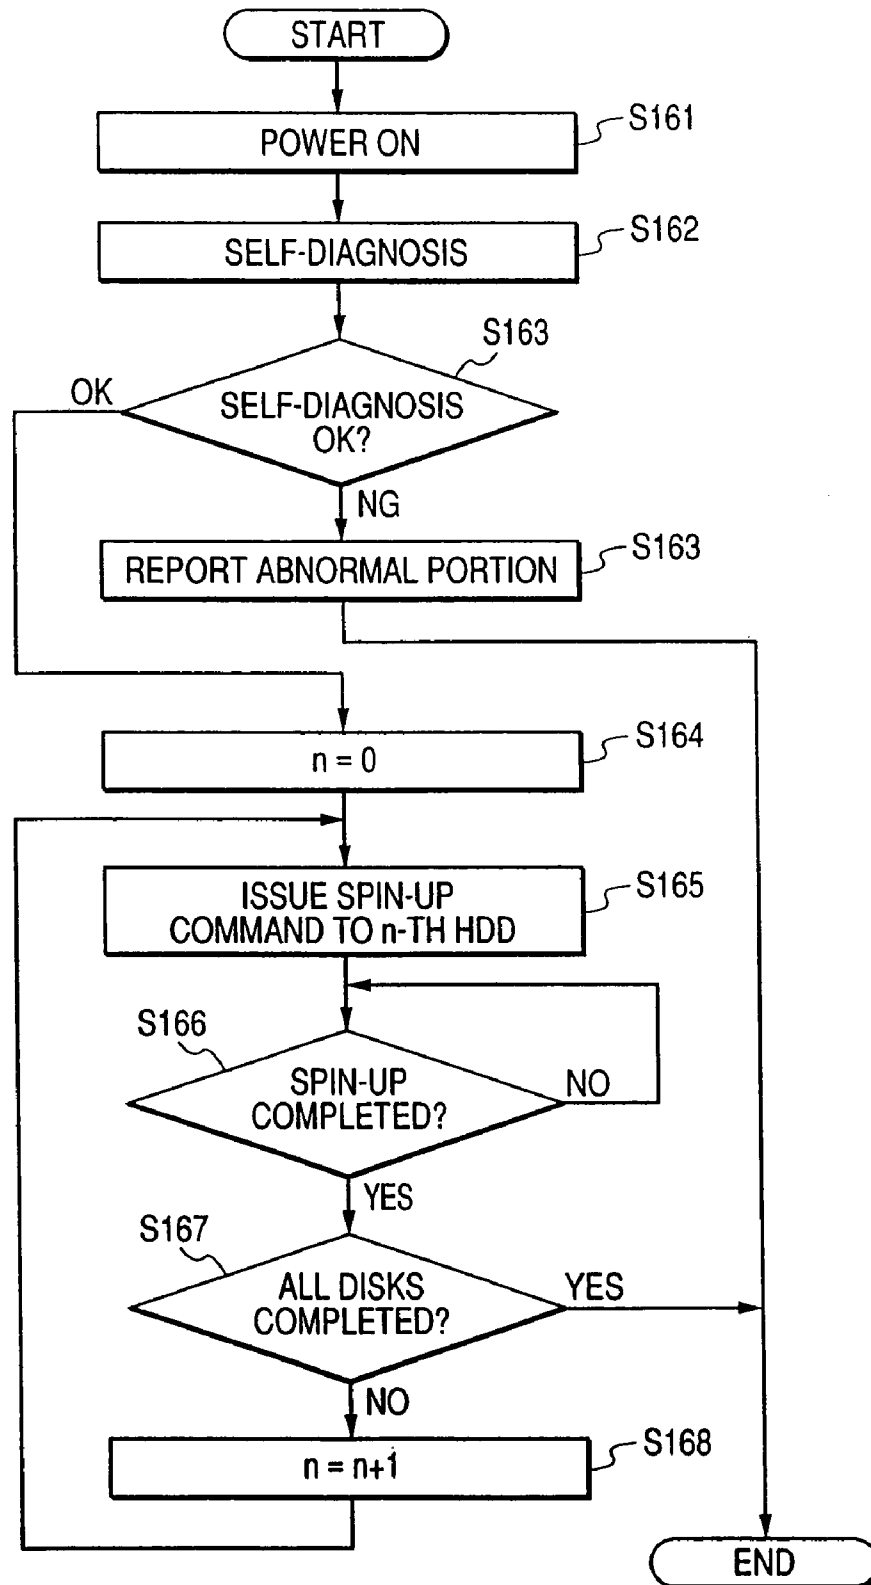 START
POWER ON
S161
SELF-DIAGNOSIS
S162
S163
OK
SELF-DIAGNOSIS
OK?
NG
REPORT ABNORMAL PORTION
S163
n = 0
S164
ISSUE SPIN-UP
COMMAND TO n-TH HDD
S165
S166
SPIN-UP
COMPLETED?
NO
YES
S167
ALL DISKS
COMPLETED?
YES
NO
n = n+1
S168
END